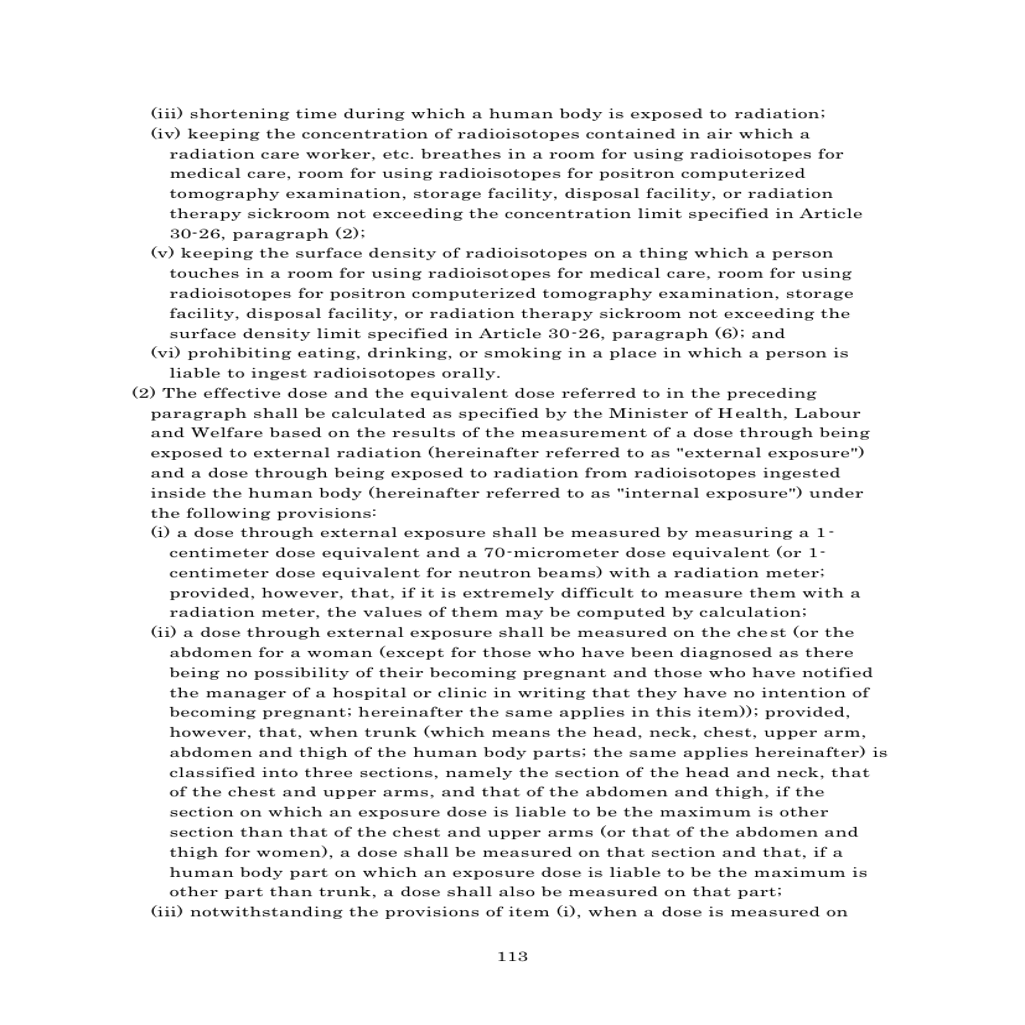 (iii) shortening time during which a human body is exposed to radiation;
(iv) keeping the concentration of radioisotopes contained in air which a
radiation care worker, etc. breathes in a room for using radioisotopes for
medical care, room for using radioisotopes for positron computerized
tomography examination, storage facility, disposal facility, or radiation
therapy sickroom not exceeding the concentration limit specified in Article
30-26, paragraph (2);
(v) keeping the surface density of radioisotopes on a thing which a person
touches in a room for using radioisotopes for medical care, room for using
radioisotopes for positron computerized tomography examination, storage
facility, disposal facility, or radiation therapy sickroom not exceeding the
surface density limit specified in Article 30-26, paragraph (6); and
(vi) prohibiting eating, drinking, or smoking in a place in which a person is
liable to ingest radioisotopes orally.
(2) The effective dose and the equivalent dose referred to in the preceding
paragraph shall be calculated as specified by the Minister of Health, Labour
and Welfare based on the results of the measurement of a dose through being
exposed to external radiation (hereinafter referred to as "external exposure")
and a dose through being exposed to radiation from radioisotopes ingested
inside the human body (hereinafter referred to as "internal exposure") under
the following provisions:
(i) a dose through external exposure shall be measured by measuring a 1-
centimeter dose equivalent and a 70-micrometer dose equivalent (or 1-
centimeter dose equivalent for neutron beams) with a radiation meter;
provided, however, that, if it is extremely difficult to measure them with a
radiation meter, the values of them may be computed by calculation;
(ii) a dose through external exposure shall be measured on the chest (or the
abdomen for a woman (except for those who have been diagnosed as there
being no possibility of their becoming pregnant and those who have notified
the manager of a hospital or clinic in writing that they have no intention of
becoming pregnant; hereinafter the same applies in this item)); provided,
however, that, when trunk (which means the head, neck, chest, upper arm,
abdomen and thigh of the human body parts; the same applies hereinafter) is
classified into three sections, namely the section of the head and neck, that
of the chest and upper arms, and that of the abdomen and thigh, if the
section on which an exposure dose is liable to be the maximum is other
section than that of the chest and upper arms (or that of the abdomen and
thigh for women), a dose shall be measured on that section and that, if a
human body part on which an exposure dose is liable to be the maximum is
other part than trunk, a dose shall also be measured on that part;
(iii) notwithstanding the provisions of item (i), when a dose is measured on
113